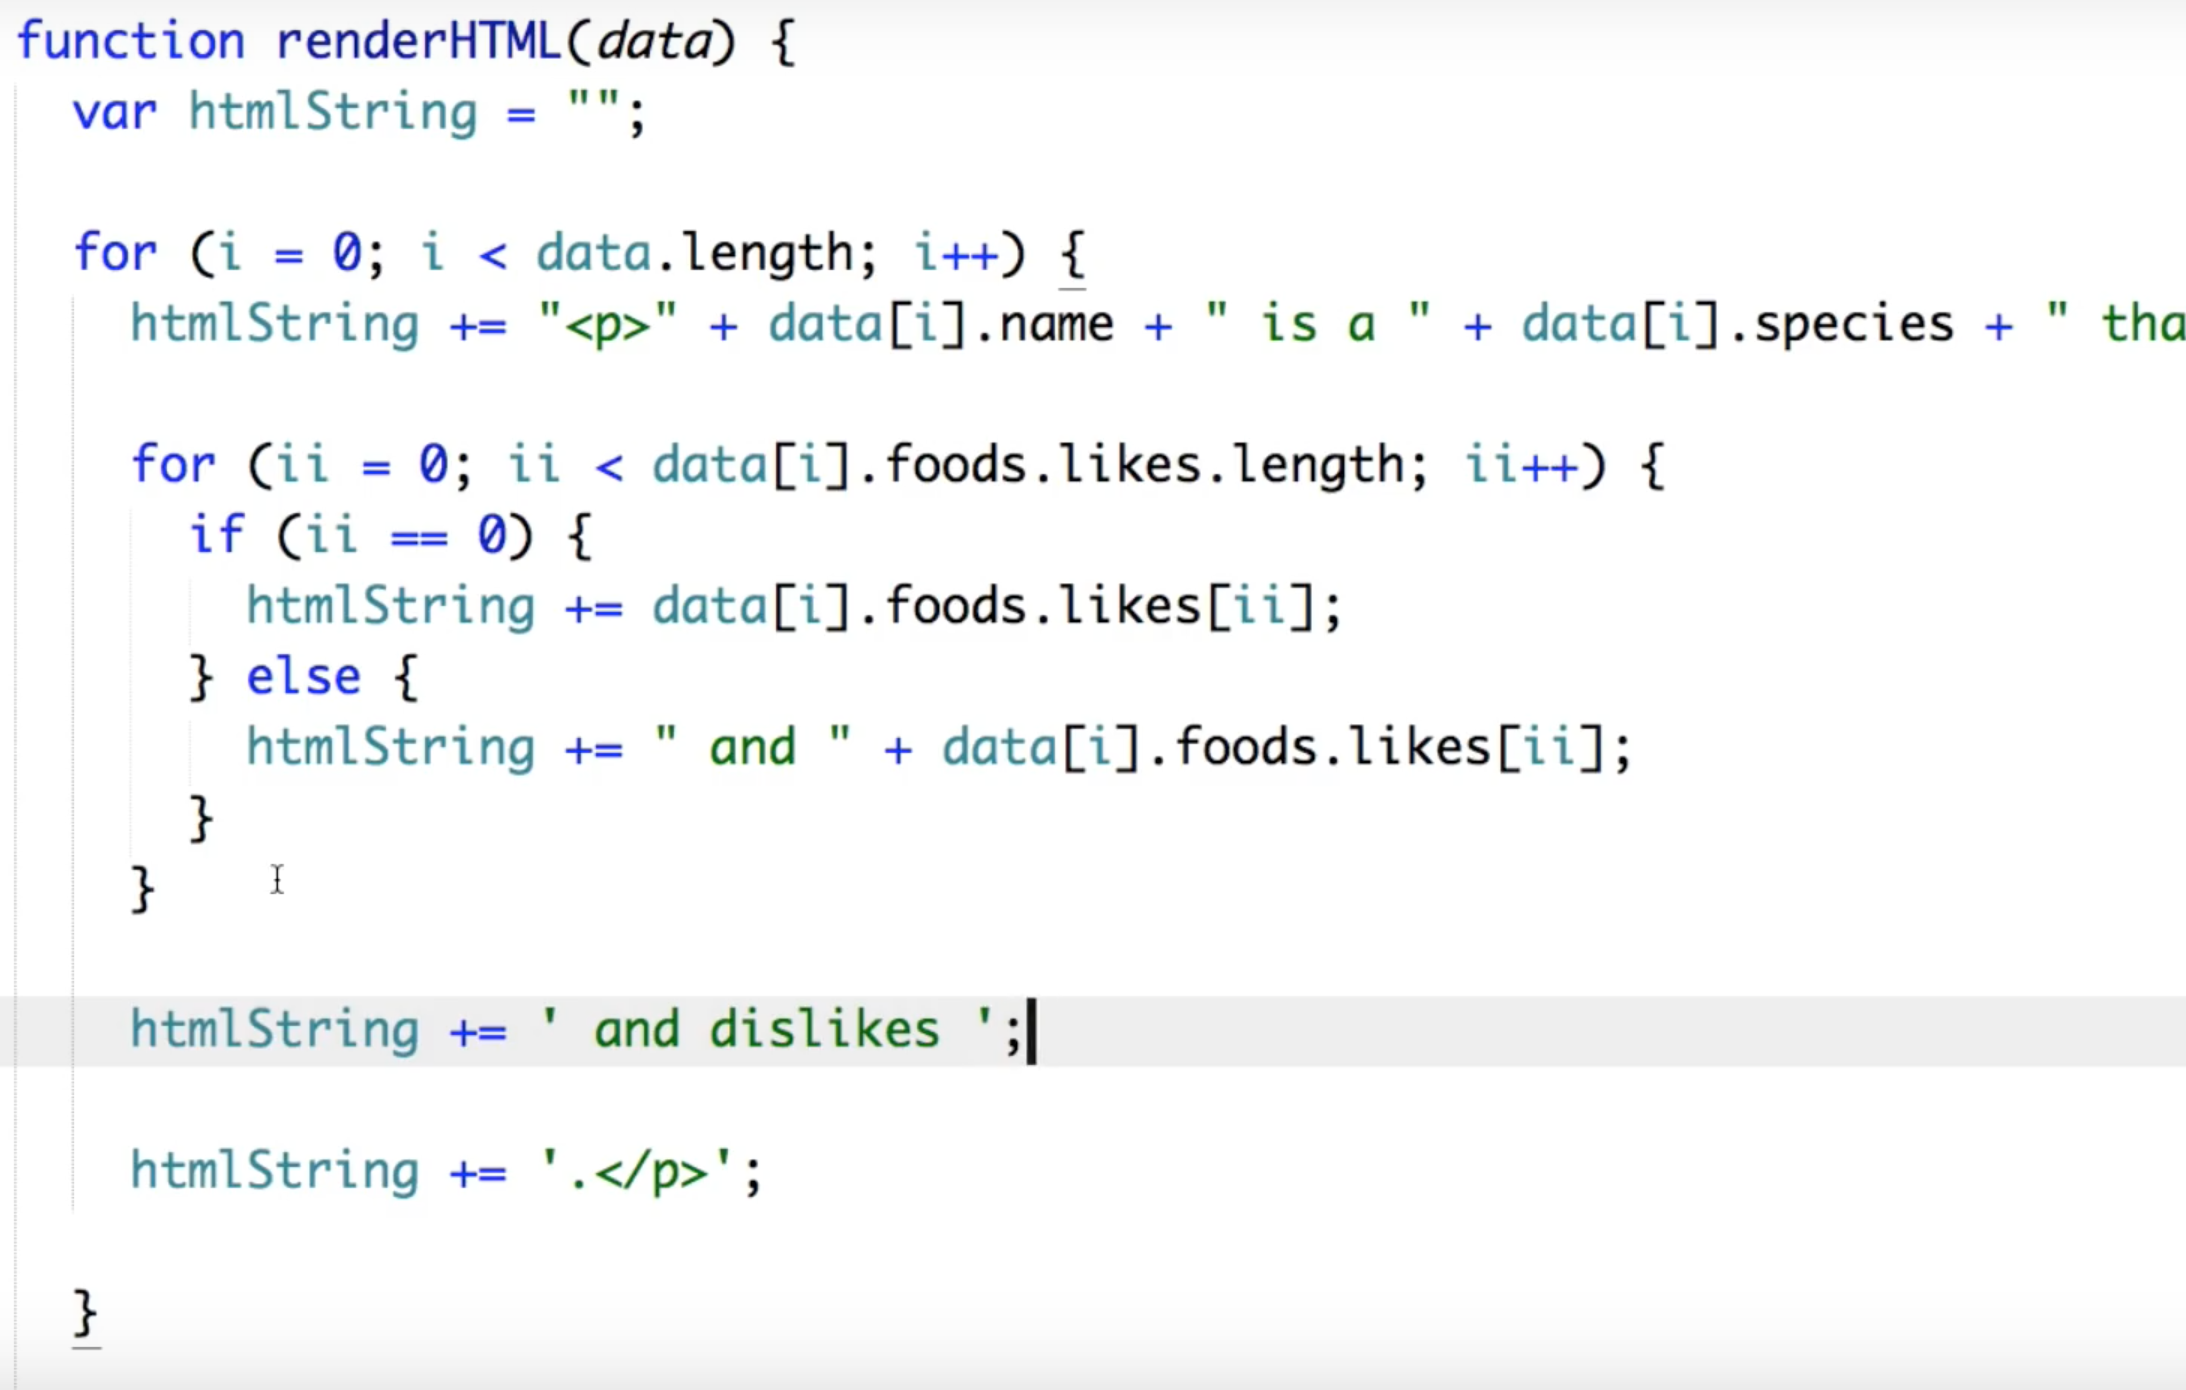 function renderHTML(data) {
var htmlString = "";
for (i = 0; i < data.length; i++) {
htmlString += "<p>" + data[i].name + " is a " + data[i].species + " tha
for (ii = 0; ii < data[i].foods.likes.length; ii++) {
if (ii == 0) {
htmlString += data[i].foods.likes[ii];
} else {
htmlString += " and " + data[i].foods.likes[ii];
}
}
htmlString += ' and dislikes ';
htmlString += '.</p>';
}